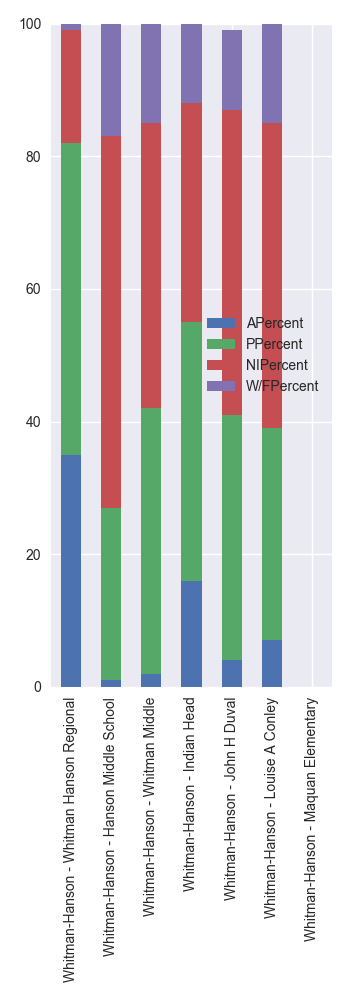 100
80
60
40
20
0
APercent
PPercent
NIPercent
W/FPercent
Whitman-Hanson - Whitman Hanson Regional
Whitman-Hanson - Hanson Middle School
Whitman-Hanson - Whitman Middle
Whitman-Hanson - Indian Head
Whitman-Hanson - John H Duval
Whitman-Hanson - Louise A Conley
Whitman-Hanson - Maquan Elementary